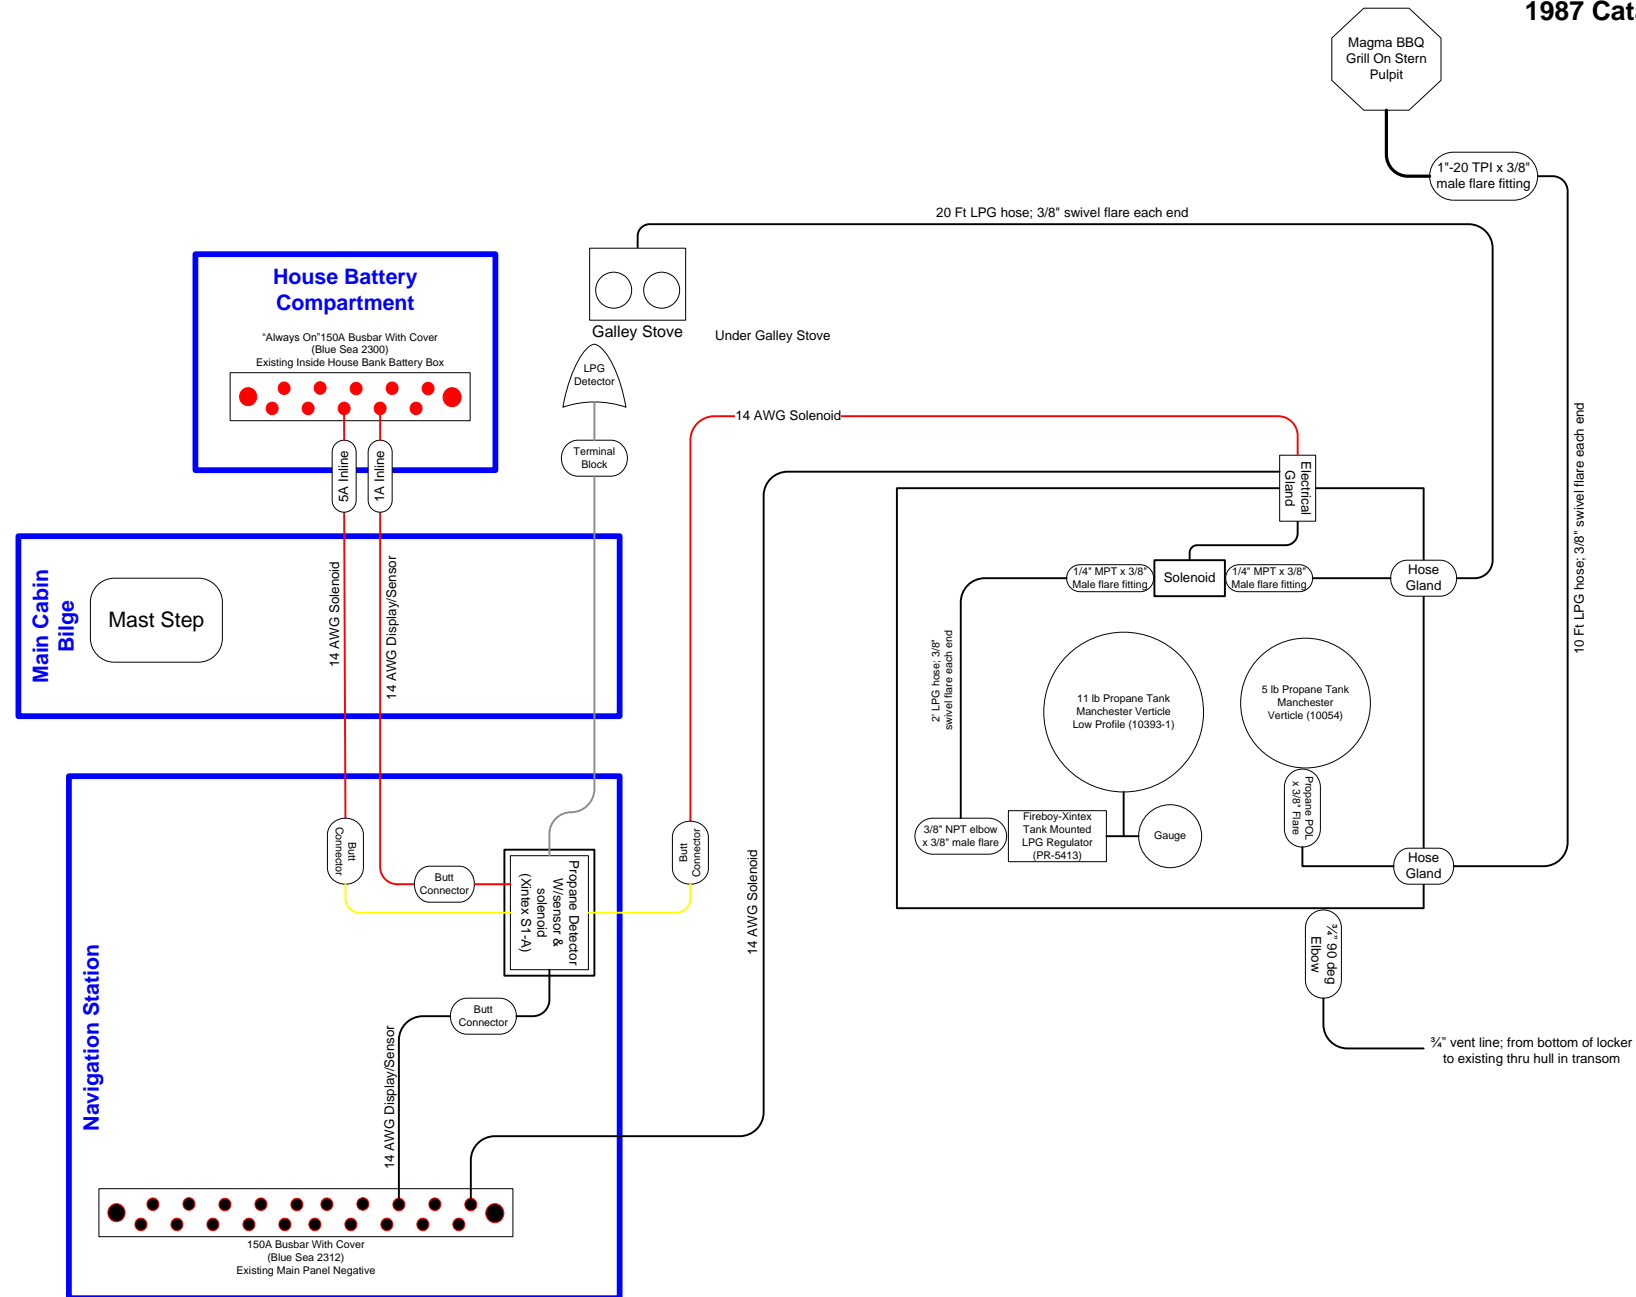 1987 Cat
Magma BBQ
Grill On Stern
Pulpit
1"-20 TPI x 3/8"
male flare fitting
20 Ft LPG hose; 3/8" swivel flare each end
House Battery
Compartment
"Always On"150A Busbar With Cover
(Blue Sea 2300)
Existing Inside House Bank Battery Box
5A Inline
1A Inline
Galley Stove
Under Galley Stove
LPG
Detector
Terminal
Block
14 AWG Solenoid
Electrical
Gland
10 Ft LPG hose; 3/8" swivel flare each end
Main Cabin
Bilge
Mast Step
14 AWG Solenoid
14 AWG Display/Sensor
1/4" MPT x 3/8"
Male flare fitting
Solenoid
1/4" MPT x 3/8"
Male flare fitting
Hose
Gland
2' LPG hose; 3/8"
swivel flare each end
11 lb Propane Tank
Manchester Verticle
Low Profile (10393-1)
5 lb Propane Tank
Manchester
Verticle (10054)
Propane POL
x 3/8" Flare
3/8" NPT elbow
x 3/8" male flare
Fireboy-Xintex
Tank Mounted
LPG Regulator
(PR-5413)
Gauge
Hose
Gland
Navigation Station
Butt
Connector
Butt
Connector
Propane Detector
W/sensor &
solenoid
(Xintex S1-A)
Butt
Connector
14 AWG Solenoid
Butt
Connector
14 AWG Display/Sensor
¾" 90 deg
Elbow
¾" vent line; from bottom of locker
to existing thru hull in transom
150A Busbar With Cover
(Blue Sea 2312)
Existing Main Panel Negative